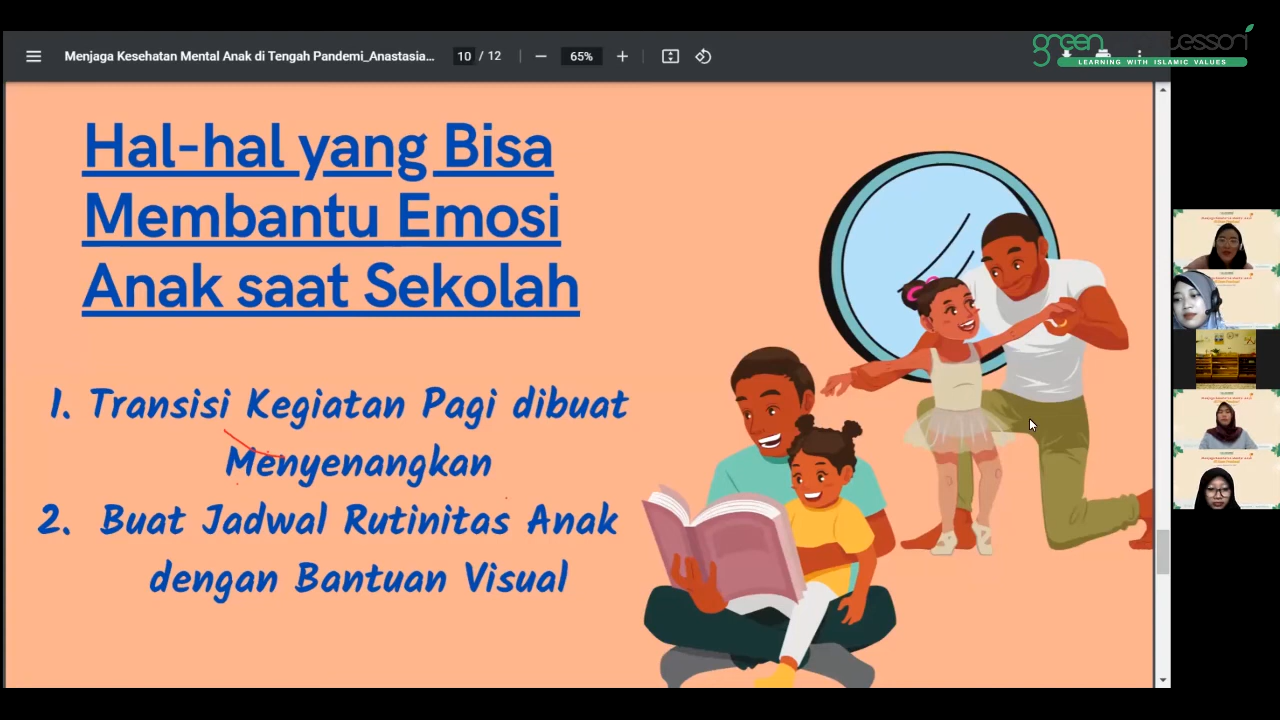 Menjaga Kesehatan Mental Anak di Tengah Pandemi_Anastasia...
10 / 12
65%
green
LEARNING WITH ISLAMIC VALUES
Hal-hal yang Bisa
Membantu Emosi
Anak saat Sekolah
1. Transisi Kegiatan Pagi dibuat
Menyenangkan
2. Buat Jadwal Rutinitas Anak
dengan Bantuan Visual